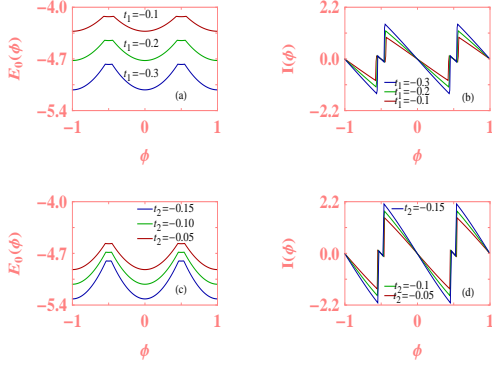 −4.0
−4.7
−5.4
E₀(ϕ)
t₁=−0.1
t₁=−0.2
t₁=−0.3
(a)
−1 0 1
ϕ
2.2
0.0
−2.2
I(ϕ)
t₁=−0.3
t₁=−0.2
t₁=−0.1
(b)
−1 0 1
ϕ
−4.0
−4.7
−5.4
E₀(ϕ)
t₂=−0.15
t₂=−0.10
t₂=−0.05
(c)
−1 0 1
ϕ
2.2
0.0
−2.2
I(ϕ)
t₂=−0.15
t₂=−0.1
t₂=−0.05
(d)
−1 0 1
ϕ